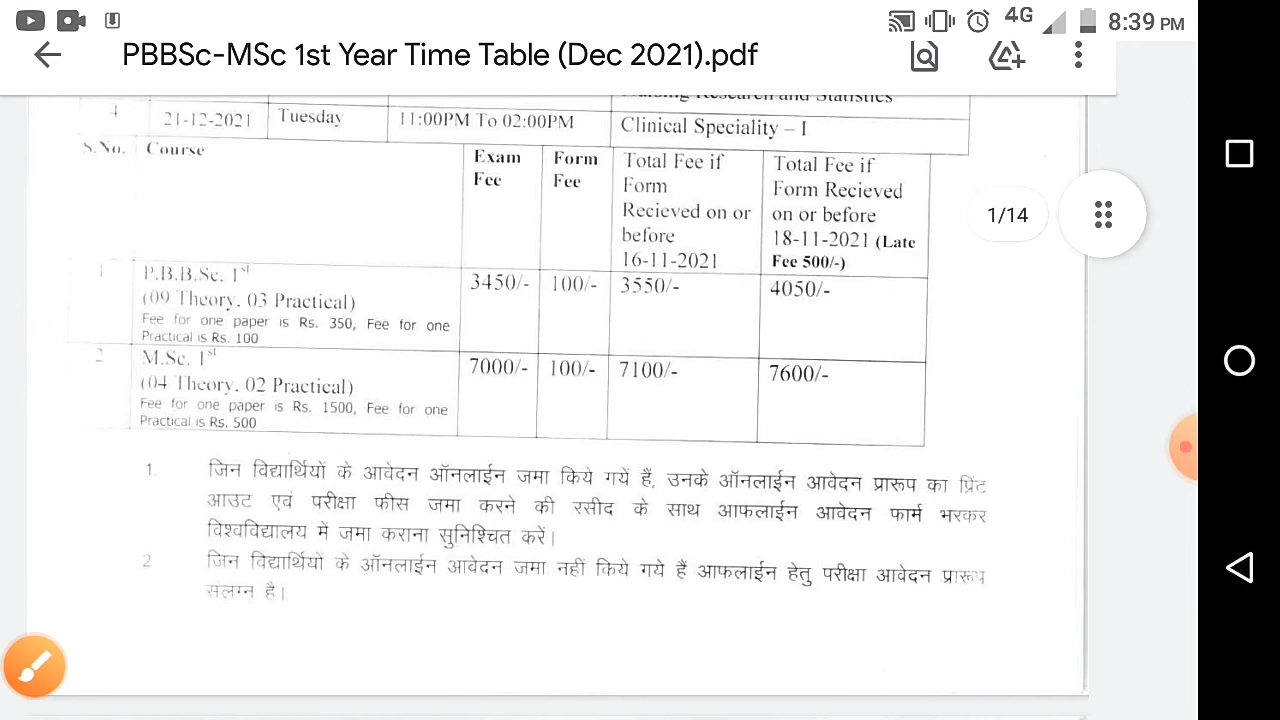 4G 8:39 PM
PBBSc-MSc 1st Year Time Table (Dec 2021).pdf
Nursing Research and Statistics
4 21-12-2021 Tuesday 11:00PM To 02:00PM Clinical Speciality – I
S.No. Course Exam Fee Form Fee Total Fee if Form Recieved on or before 16-11-2021 Total Fee if Form Recieved on or before 18-11-2021 (Late Fee 500/-)
1/14
1 P.B.B.Sc. 1st 3450/- 100/- 3550/- 4050/-
(09 Theory, 03 Practical)
Fee for one paper is Rs. 350, Fee for one
Practical is Rs. 100
2 M.Sc. 1st 7000/- 100/- 7100/- 7600/-
(04 Theory, 02 Practical)
Fee for one paper is Rs. 1500, Fee for one
Practical is Rs. 500
1. जिन विद्यार्थियों के आवेदन ऑनलाईन जमा किये गयें हैं, उनके ऑनलाईन आवेदन प्रारूप का प्रिंट
आउट एवं परीक्षा फीस जमा करने की रसीद के साथ आफलाईन आवेदन फार्म भरकर
विश्वविद्यालय में जमा कराना सुनिश्चित करें।
2 जिन विद्यार्थियों के ऑनलाईन आवेदन जमा नहीं किये गये हैं आफलाईन हेतु परीक्षा आवेदन प्रारूप
संलग्न है।